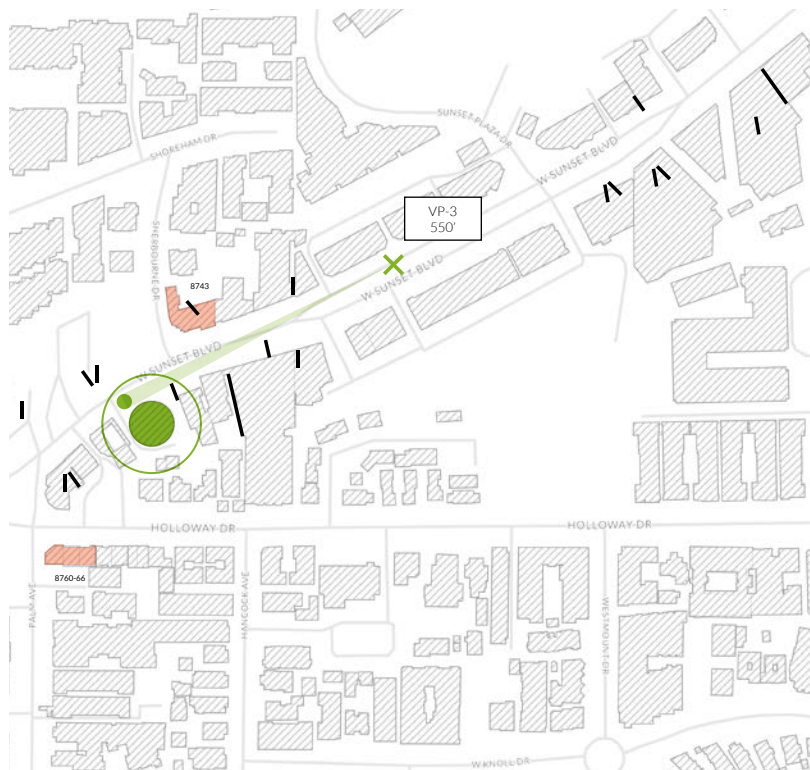 SUNSET PLAZA DR
SHOREHAM DR
W SUNSET BLVD
VP-3
550’
SHERBOURNE DR
W SUNSET BLVD
8743
W SUNSET BLVD
HOLLOWAY DR
HOLLOWAY DR
8760-66
PALM AVE
HANCOCK AVE
WESTMOUNT DR
W KNOLL DR